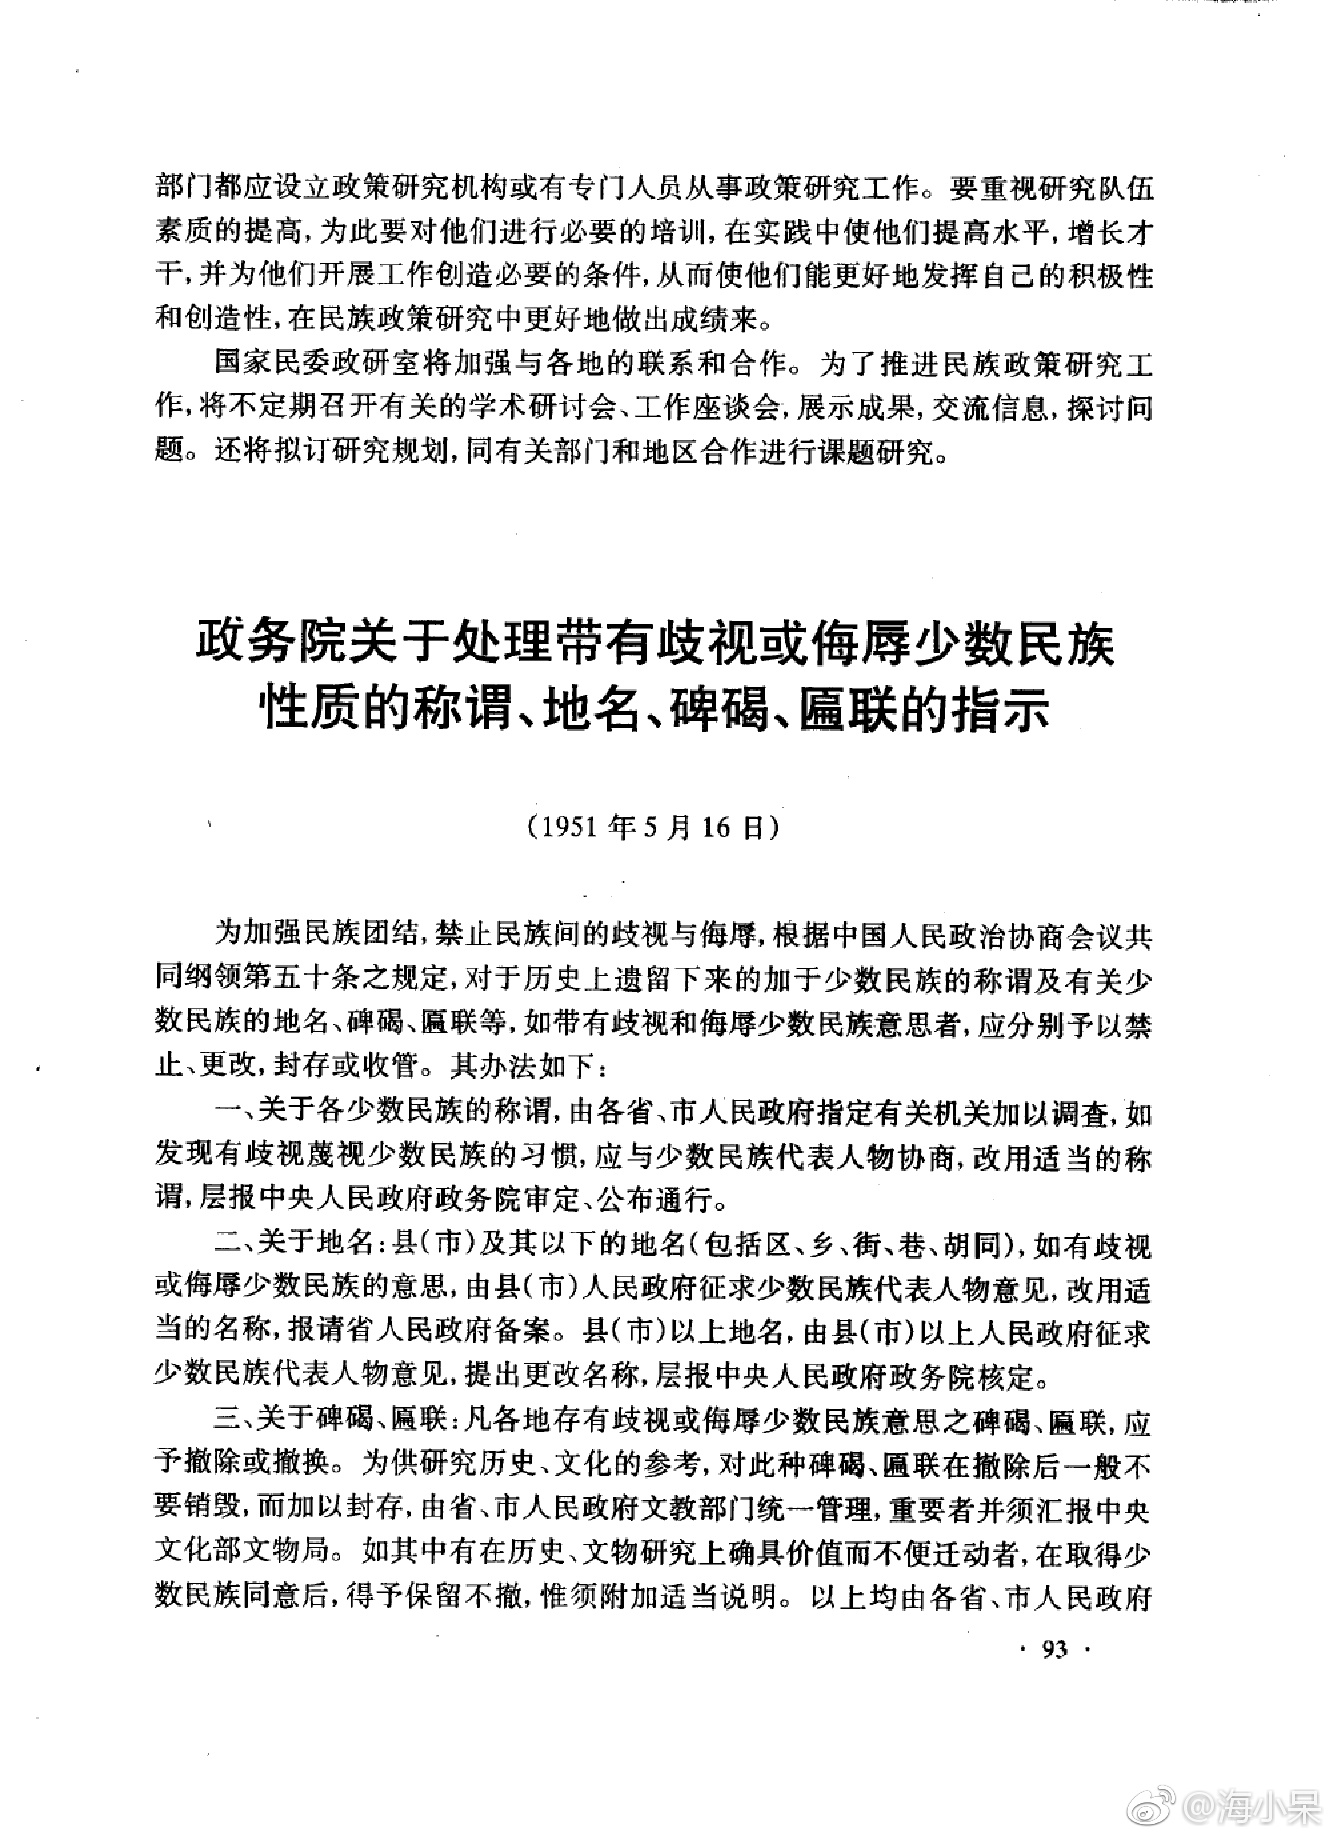 部门都应设立政策研究机构或有专门人员从事政策研究工作。要重视研究队伍
素质的提高,为此要对他们进行必要的培训,在实践中使他们提高水平,增长才
干,并为他们开展工作创造必要的条件,从而使他们能更好地发挥自己的积极性
和创造性,在民族政策研究中更好地做出成绩来。
国家民委政研室将加强与各地的联系和合作。为了推进民族政策研究工
作,将不定期召开有关的学术研讨会、工作座谈会,展示成果,交流信息,探讨问
题。还将拟订研究规划,同有关部门和地区合作进行课题研究。
政务院关于处理带有歧视或侮辱少数民族
性质的称谓、地名、碑碣、匾联的指示
(1951年5月16日)
为加强民族团结,禁止民族间的歧视与侮辱,根据中国人民政治协商会议共
同纲领第五十条之规定,对于历史上遗留下来的加于少数民族的称谓及有关少
数民族的地名、碑碣、匾联等,如带有歧视和侮辱少数民族意思者,应分别予以禁
止、更改,封存或收管。其办法如下:
一、关于各少数民族的称谓,由各省、市人民政府指定有关机关加以调查,如
发现有歧视蔑视少数民族的习惯,应与少数民族代表人物协商,改用适当的称
谓,层报中央人民政府政务院审定、公布通行。
二、关于地名:县(市)及其以下的地名(包括区、乡、街、巷、胡同),如有歧视
或侮辱少数民族的意思,由县(市)人民政府征求少数民族代表人物意见,改用适
当的名称,报请省人民政府备案。县(市)以上地名,由县(市)以上人民政府征求
少数民族代表人物意见,提出更改名称,层报中央人民政府政务院核定。
三、关于碑碣、匾联:凡各地存有歧视或侮辱少数民族意思之碑碣、匾联,应
予撤除或撤换。为供研究历史、文化的参考,对此种碑碣、匾联在撤除后一般不
要销毁,而加以封存,由省、市人民政府文教部门统一管理,重要者并须汇报中央
文化部文物局。如其中有在历史、文物研究上确具价值而不便迁动者,在取得少
数民族同意后,得予保留不撤,惟须附加适当说明。以上均由各省、市人民政府
· 93 ·
@海小呆